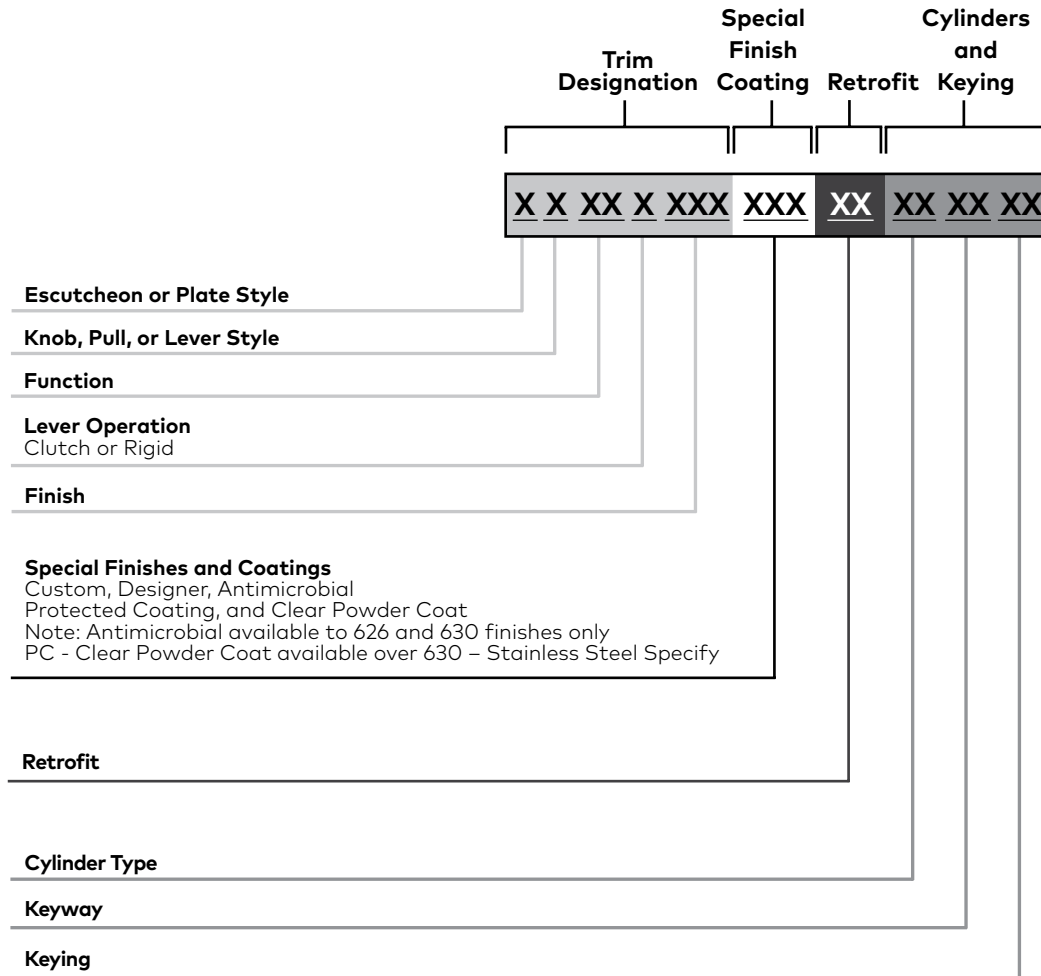 Special
Finish
Coating
Cylinders
and
Keying
Trim
Designation
Retrofit
X X XX X XXX XXX XX XX XX XX
Escutcheon or Plate Style
Knob, Pull, or Lever Style
Function
Lever Operation
Clutch or Rigid
Finish
Special Finishes and Coatings
Custom, Designer, Antimicrobial
Protected Coating, and Clear Powder Coat
Note: Antimicrobial available to 626 and 630 finishes only
PC - Clear Powder Coat available over 630 – Stainless Steel Specify
Retrofit
Cylinder Type
Keyway
Keying